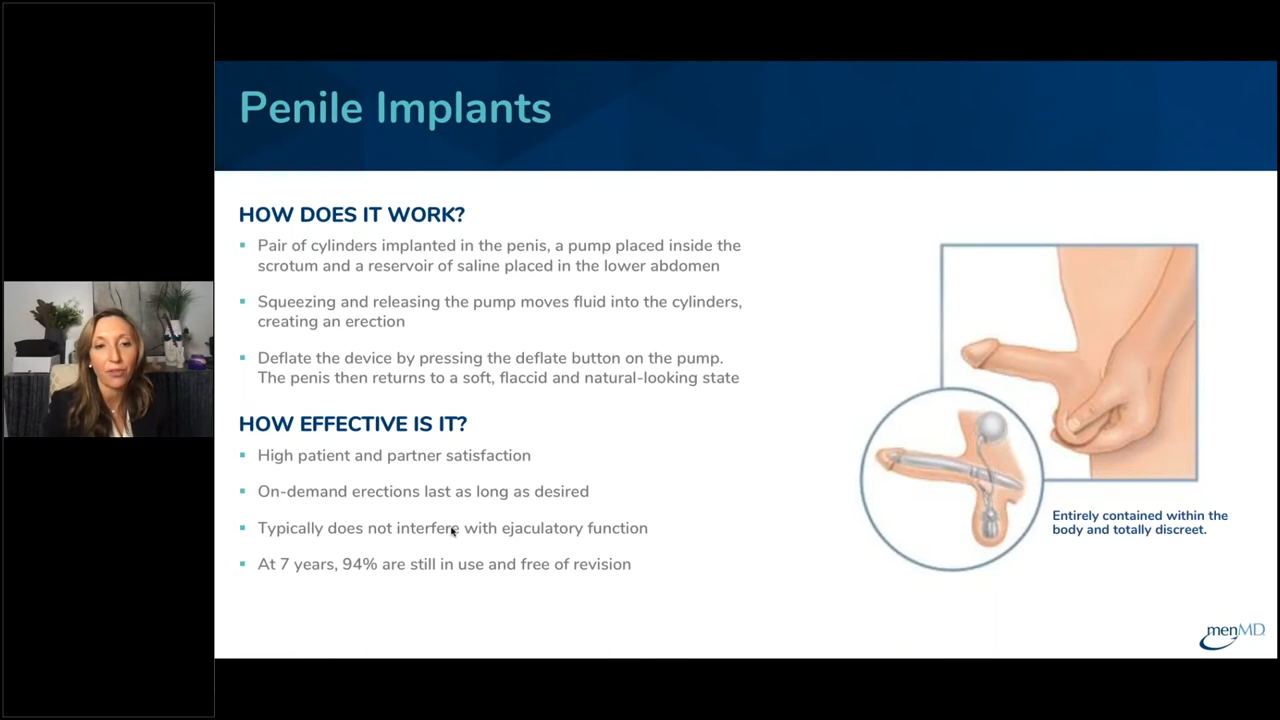 Penile Implants
HOW DOES IT WORK?
▪ Pair of cylinders implanted in the penis, a pump placed inside the
scrotum and a reservoir of saline placed in the lower abdomen
▪ Squeezing and releasing the pump moves fluid into the cylinders,
creating an erection
▪ Deflate the device by pressing the deflate button on the pump.
The penis then returns to a soft, flaccid and natural-looking state
HOW EFFECTIVE IS IT?
▪ High patient and partner satisfaction
▪ On-demand erections last as long as desired
▪ Typically does not interfere with ejaculatory function
▪ At 7 years, 94% are still in use and free of revision
Entirely contained within the
body and totally discreet.
menMD